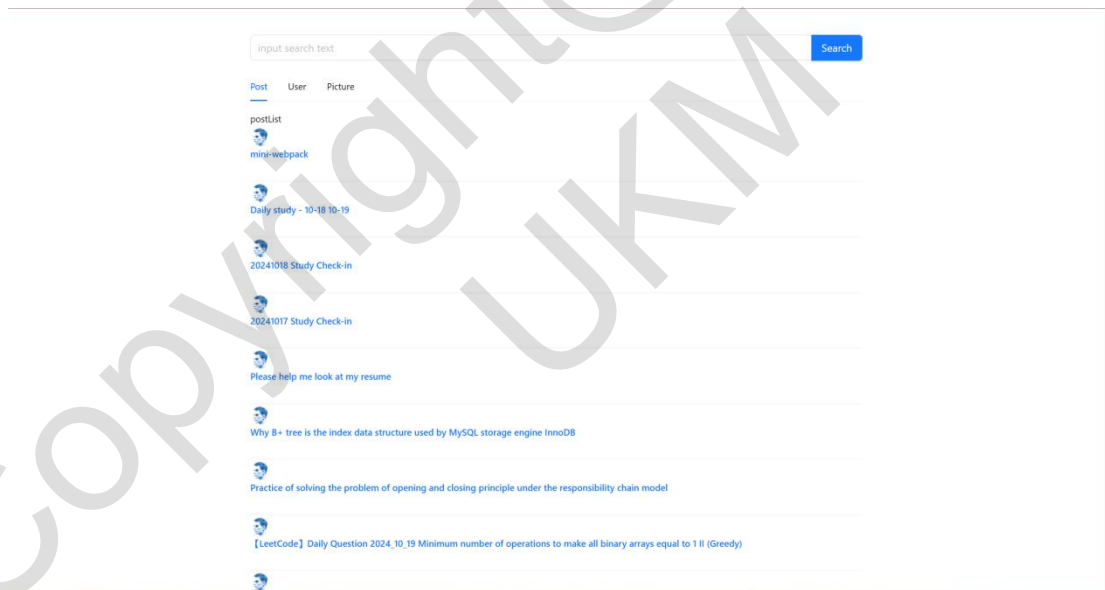 input search text
Search
Post User Picture
postList
mini-webpack
Daily study - 10-18 10-19
20241018 Study Check-in
20241017 Study Check-in
Please help me look at my resume
Why B+ tree is the index data structure used by MySQL storage engine InnoDB
Practice of solving the problem of opening and closing principle under the responsibility chain model
【LeetCode】Daily Question 2024_10_19 Minimum number of operations to make all binary arrays equal to 1 II (Greedy)
Copyright
UKM